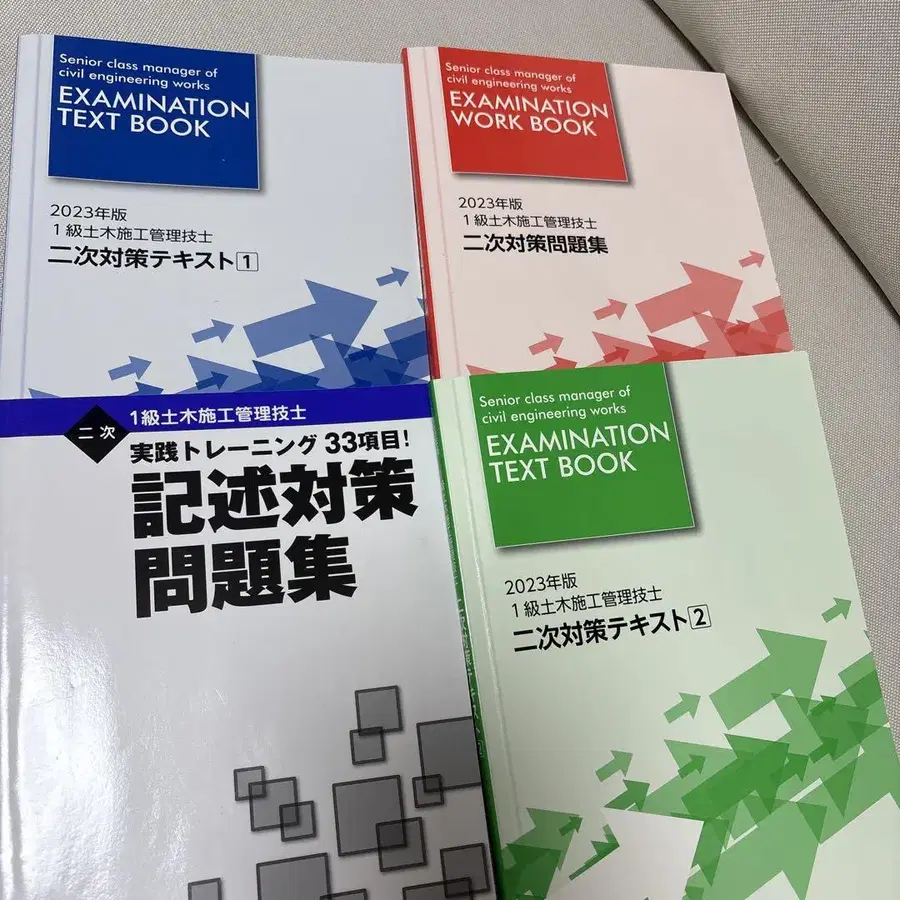 Senior class manager of
civil engineering works
EXAMINATION
TEXT BOOK
2023年版
1級土木施工管理技士
二次対策テキスト1
Senior class manager of
civil engineering works
EXAMINATION
WORK BOOK
2023年版
1級土木施工管理技士
二次対策問題集
二次
1級土木施工管理技士
実践トレーニング 33項目!
記述対策
問題集
Senior class manager of
civil engineering works
EXAMINATION
TEXT BOOK
2023年版
1級土木施工管理技士
二次対策テキスト2